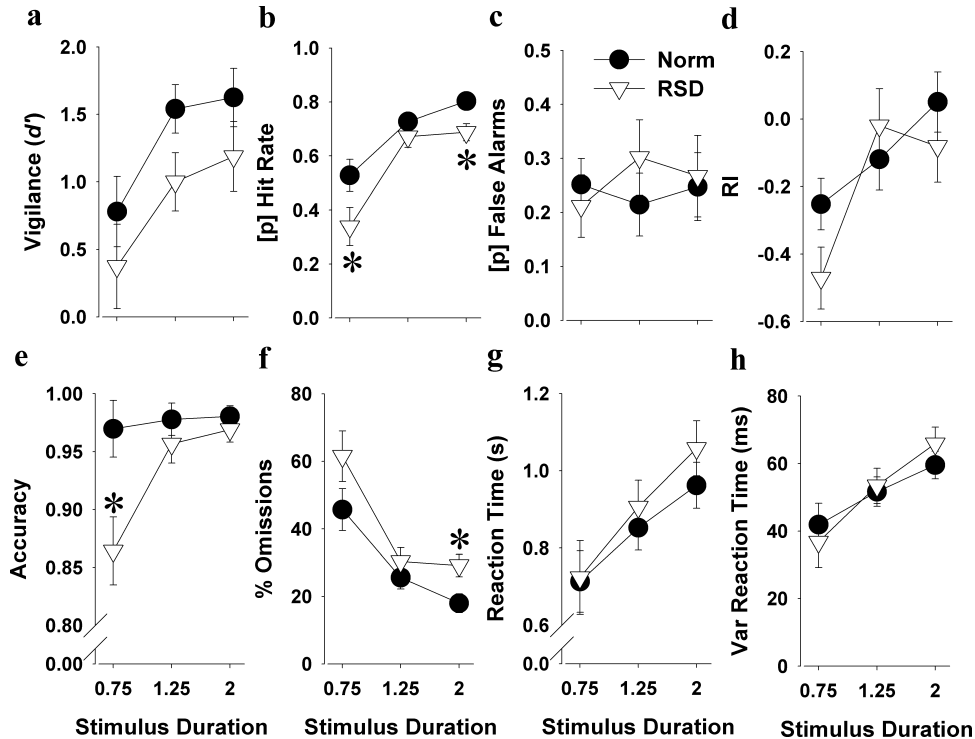 a
b
c
d
Vigilance (d')
2.0
1.5
1.0
0.5
0.0
[p] Hit Rate
1.0
0.8
0.6
0.4
0.2
0.0
*
*
[p] False Alarms
0.5
0.4
0.3
0.2
0.1
0.0
Norm
RSD
RI
0.2
0.0
-0.2
-0.4
-0.6
e
f
g
h
Accuracy
1.00
0.95
0.90
0.85
0.80
0.00
*
0.75 1.25 2
Stimulus Duration
% Omissions
80
60
40
20
0
*
0.75 1.25 2
Stimulus Duration
Reaction Time (s)
1.2
1.0
0.8
0.6
0.0
0.75 1.25 2
Stimulus Duration
Var Reaction Time (ms)
80
60
40
20
0
0.75 1.25 2
Stimulus Duration